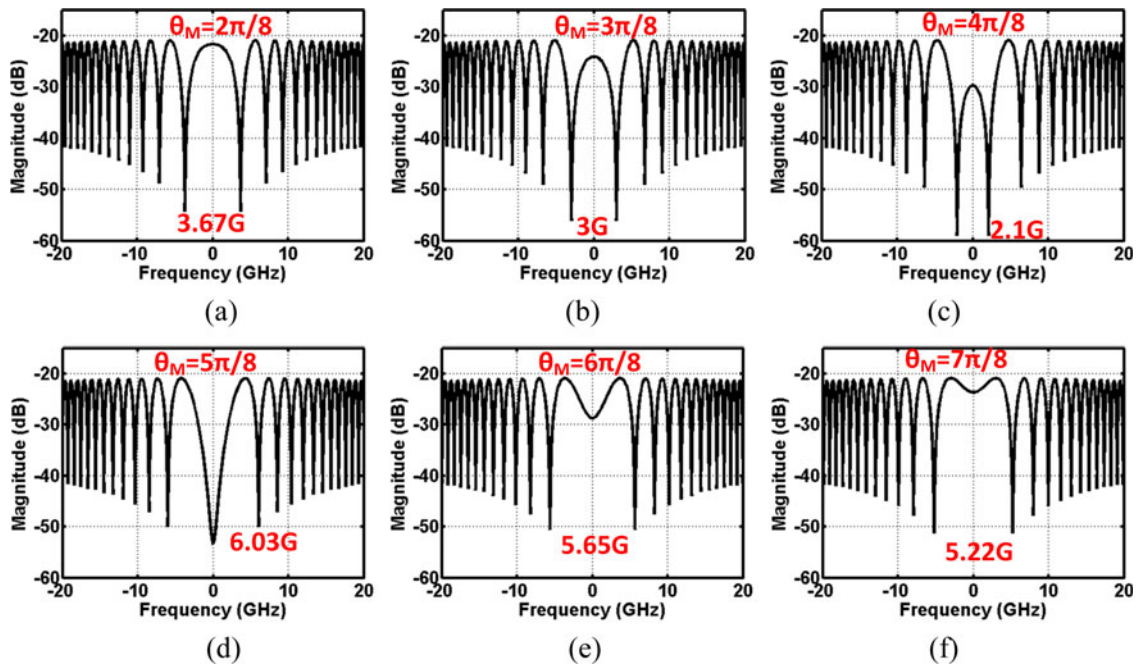 θM=2π/8
-20
-30
-40
-50
-60
Magnitude (dB)
3.67G
-20 -10 0 10 20
Frequency (GHz)
(a)
θM=3π/8
-20
-30
-40
-50
-60
Magnitude (dB)
3G
-20 -10 0 10 20
Frequency (GHz)
(b)
θM=4π/8
-20
-30
-40
-50
-60
Magnitude (dB)
2.1G
-20 -10 0 10 20
Frequency (GHz)
(c)
θM=5π/8
-20
-30
-40
-50
-60
Magnitude (dB)
6.03G
-20 -10 0 10 20
Frequency (GHz)
(d)
θM=6π/8
-20
-30
-40
-50
-60
Magnitude (dB)
5.65G
-20 -10 0 10 20
Frequency (GHz)
(e)
θM=7π/8
-20
-30
-40
-50
-60
Magnitude (dB)
5.22G
-20 -10 0 10 20
Frequency (GHz)
(f)